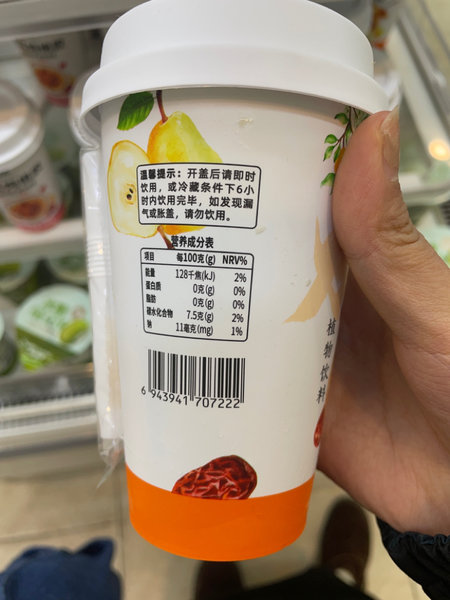 温馨提示：开盖后请即时
饮用，或冷藏条件下6小
时内饮用完毕，如发现漏
气或胀盖，请勿饮用。
营养成分表
项目 每100克(g) NRV%
能量 128千焦(kJ) 2%
蛋白质 0克(g) 0%
脂肪 0克(g) 0%
碳水化合物 7.5克(g) 2%
钠 11毫克(mg) 1%
6 943941 707222
植物饮料